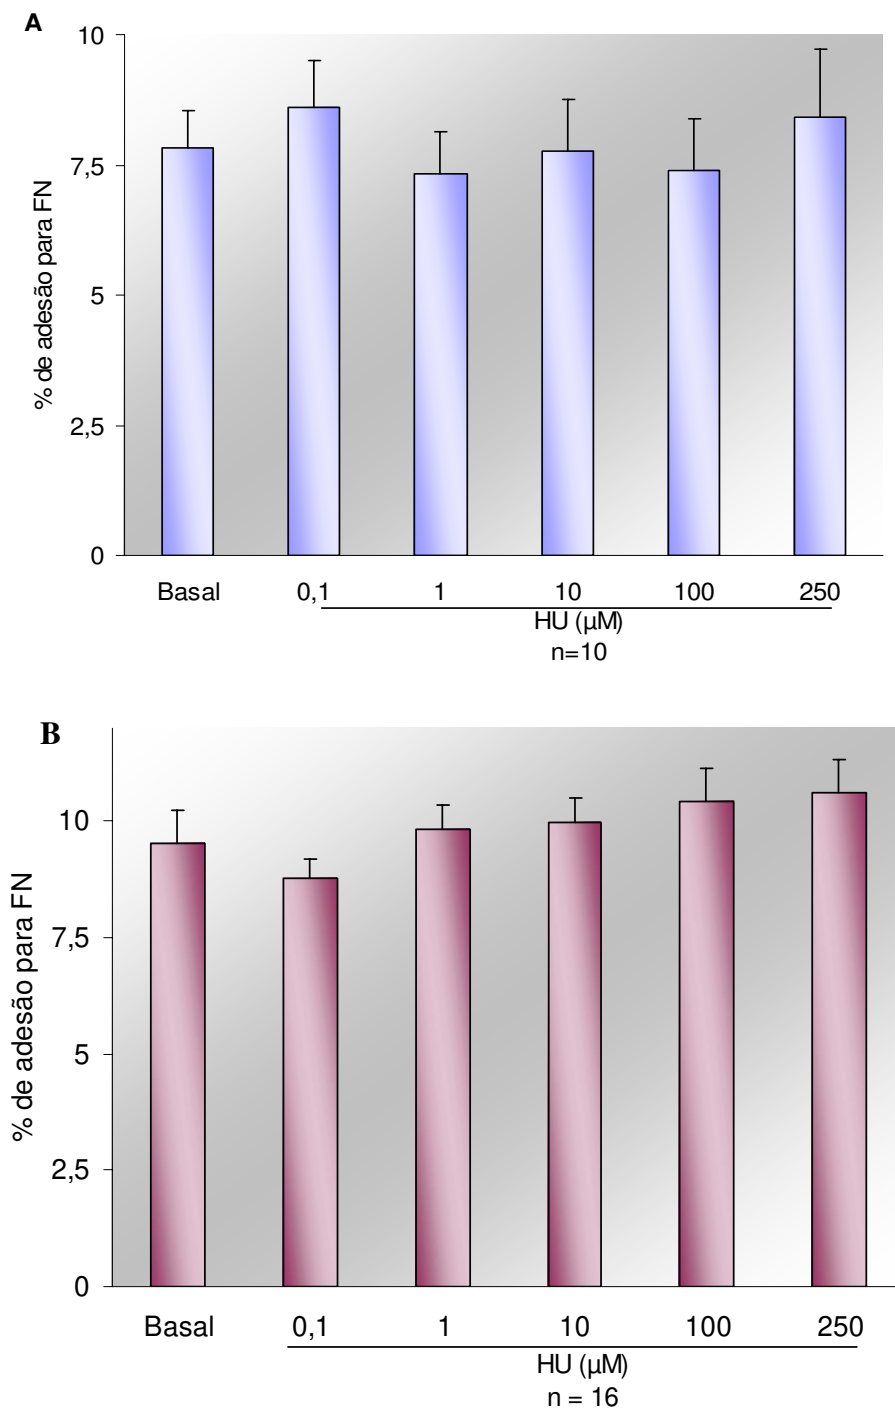 A
% de adesão para FN
10
7,5
5
2,5
0
Basal 0,1 1 10 100 250
HU (µM)
n=10
B
% de adesão para FN
10
7,5
5
2,5
0
Basal 0,1 1 10 100 250
HU (µM)
n = 16